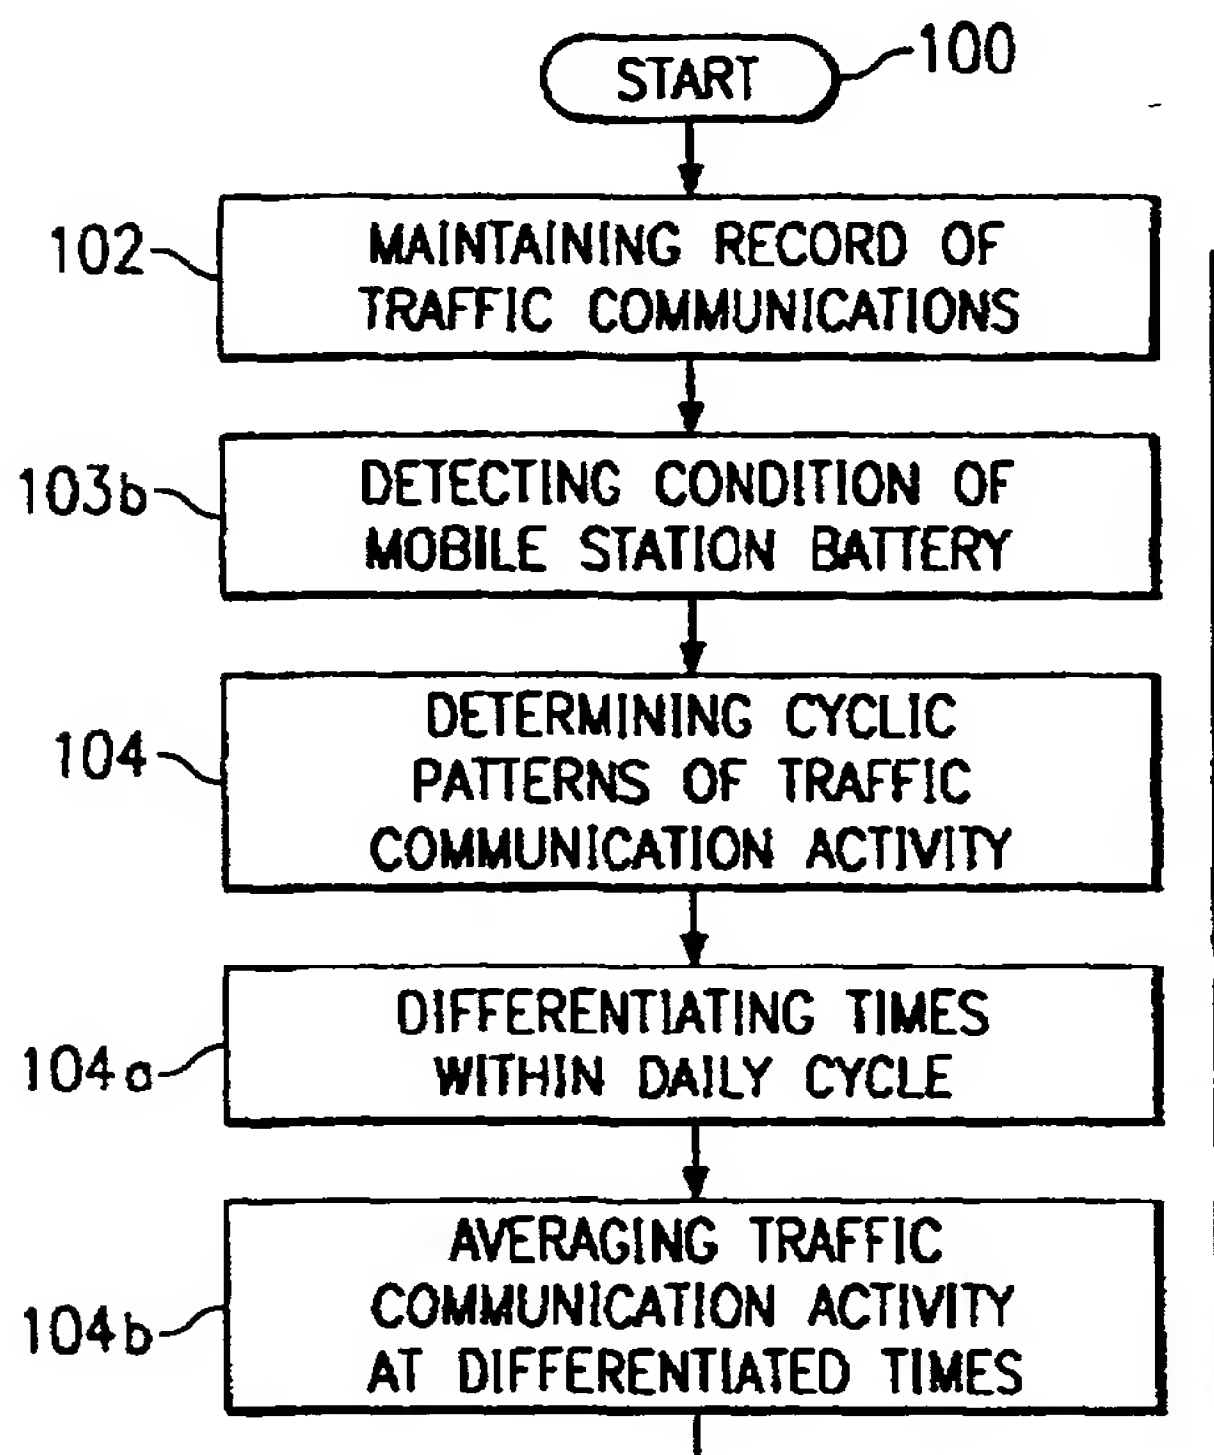 START
100
102
MAINTAINING RECORD OF
TRAFFIC COMMUNICATIONS
103b
DETECTING CONDITION OF
MOBILE STATION BATTERY
104
DETERMINING CYCLIC
PATTERNS OF TRAFFIC
COMMUNICATION ACTIVITY
104a
DIFFERENTIATING TIMES
WITHIN DAILY CYCLE
104b
AVERAGING TRAFFIC
COMMUNICATION ACTIVITY
AT DIFFERENTIATED TIMES